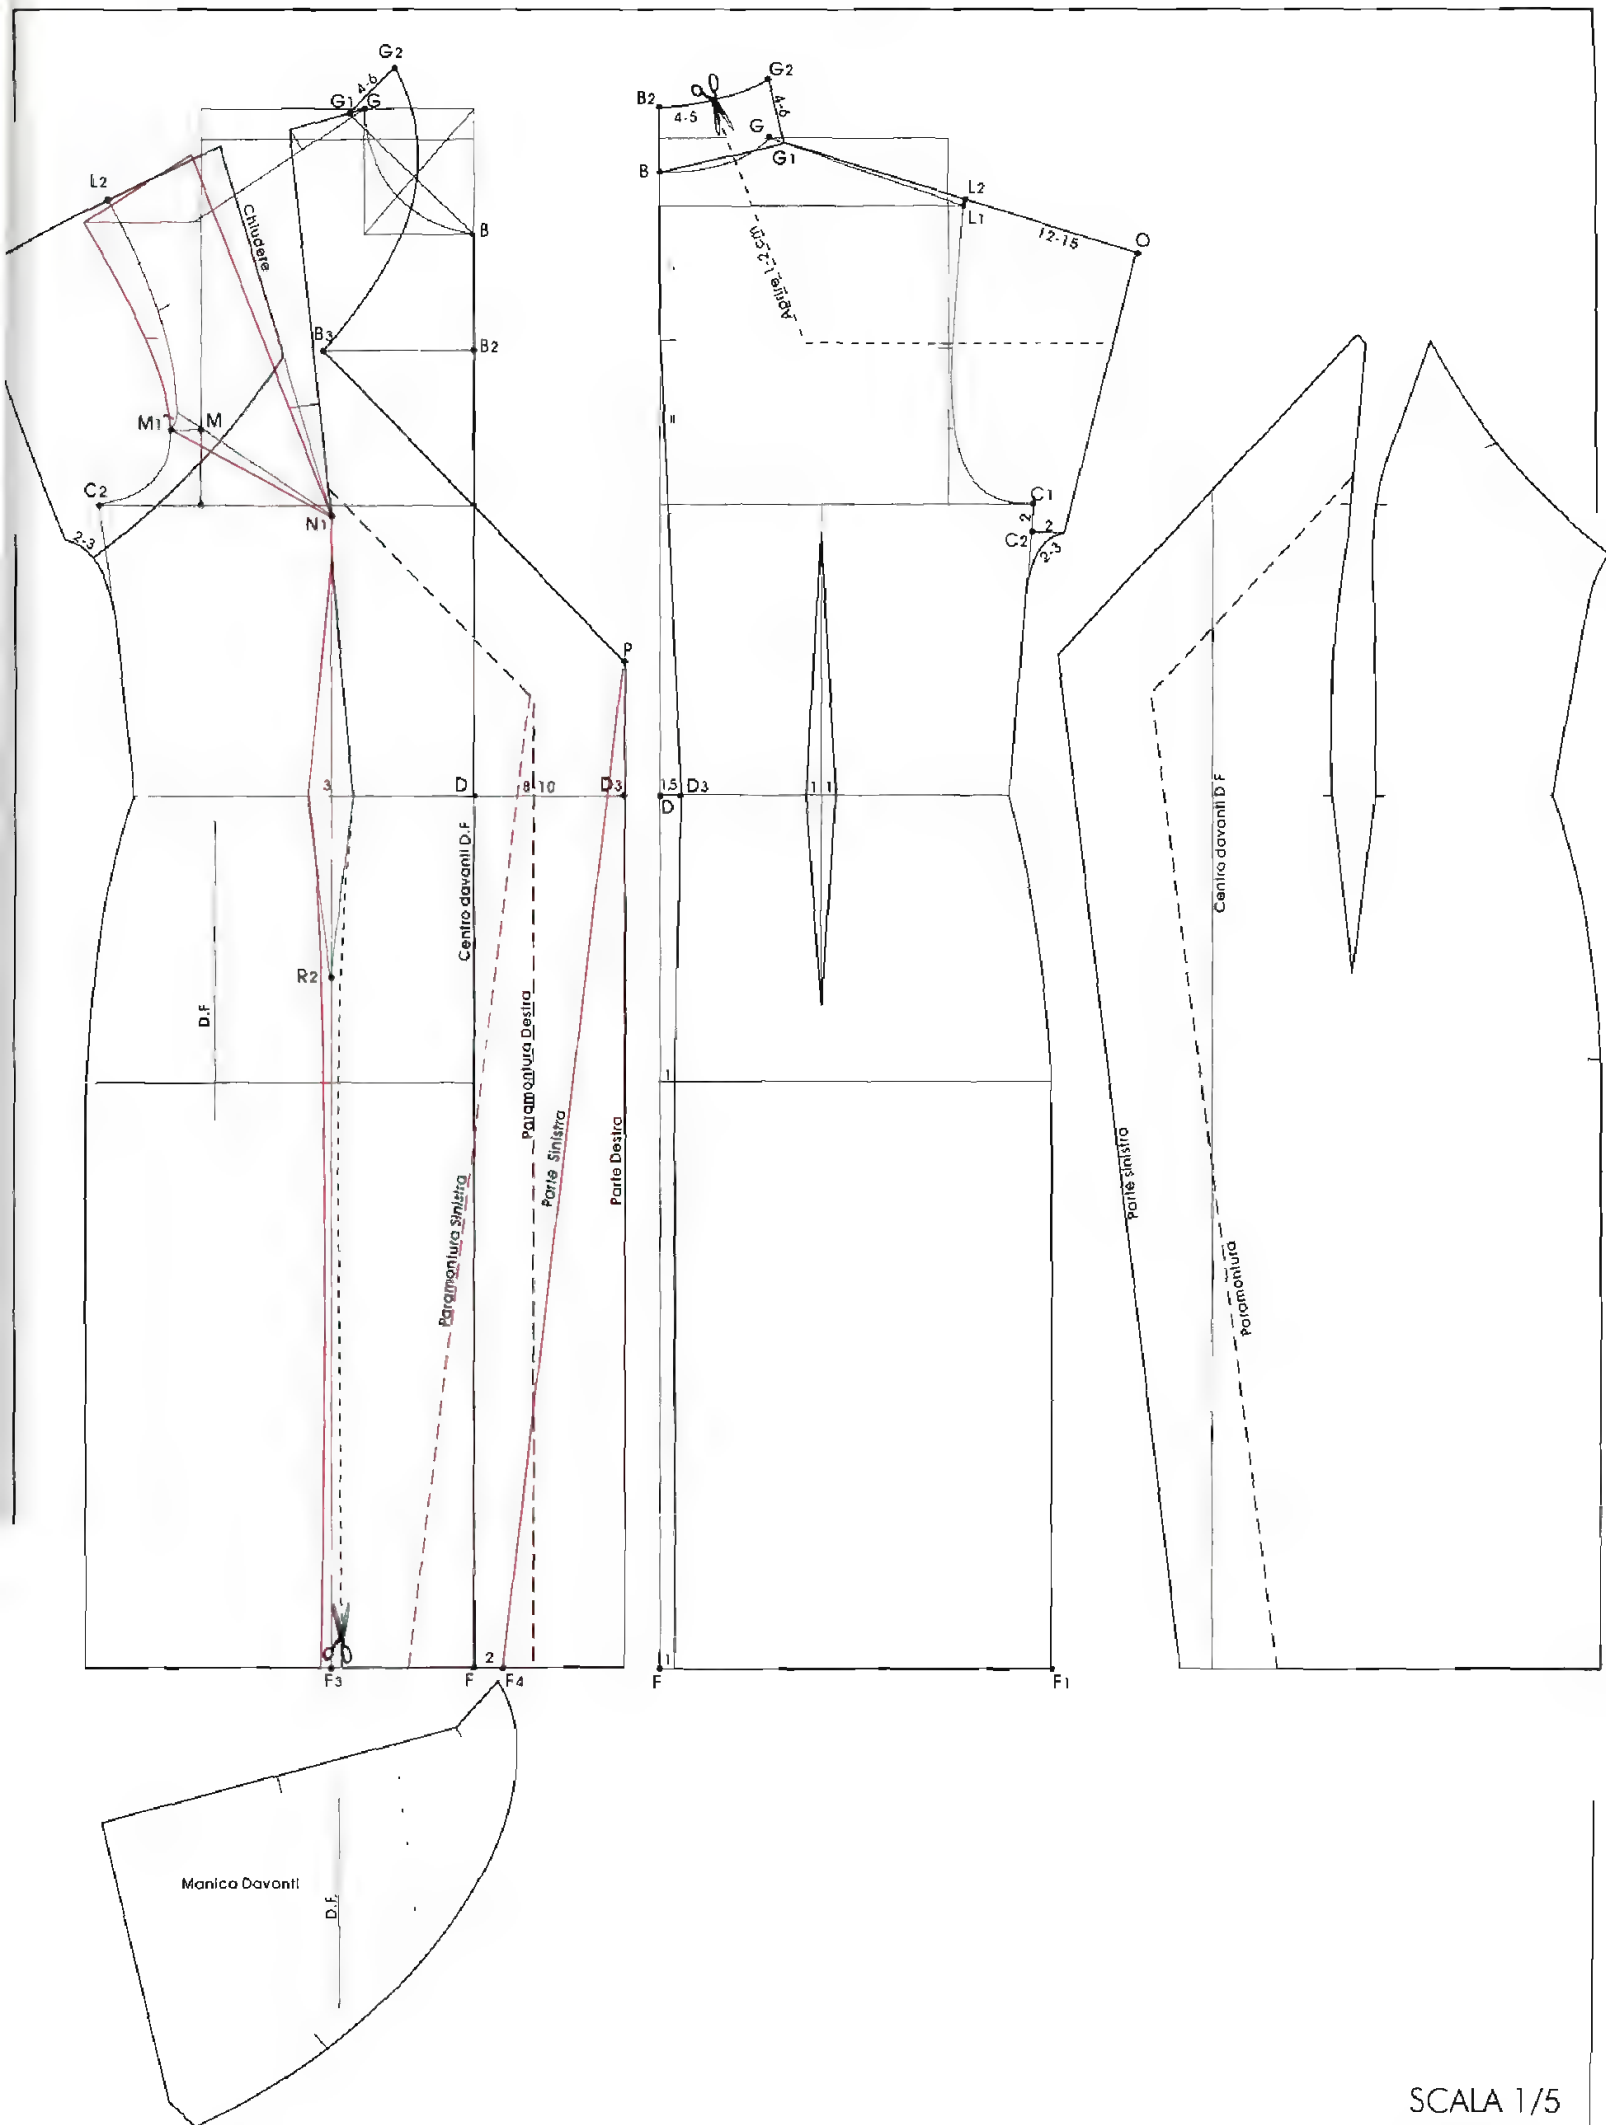 G2
4-6
G1
G
L2
Chiudere
B
B3
B2
M1
M
C2
N1
2-3
P
3
D
8
10
D3
Centro davanti D.F
D.F
R2
Paramontura Destra
Parte Sinistra
Parte Destra
Paramontura Sinistra
F3
F
2
F4
B2
4-5
G2
4-6
G
G1
B
L2
L1
12-15
O
Aprire 1-2 cm
C1
2
C2
2
2-3
1.5
D3
D
1
1
1
1
F
F1
Centro davanti D.F
Parte sinistra
Paramontura
Manica Davanti
D.F.
SCALA 1/5